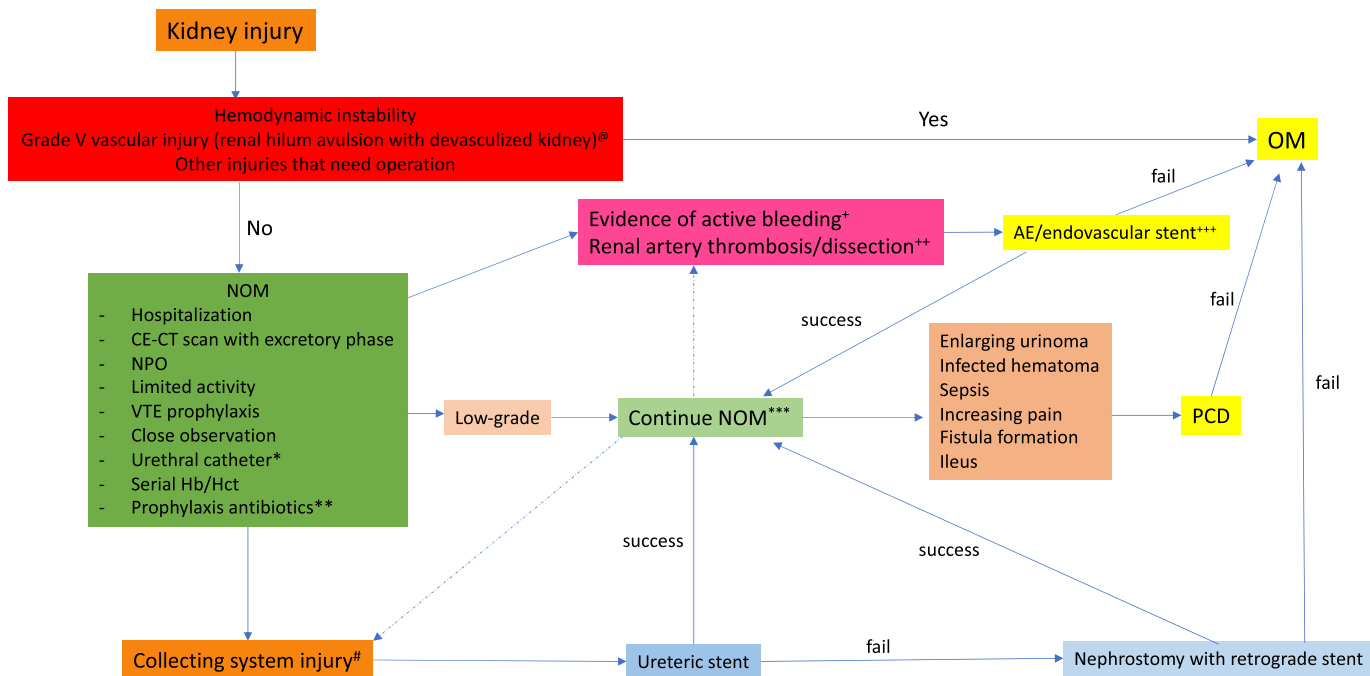 Kidney injury
Hemodynamic instability
Grade V vascular injury (renal hilum avulsion with devasculized kidney)@
Other injuries that need operation
Yes
OM
No
fail
Evidence of active bleeding+
Renal artery thrombosis/dissection++
AE/endovascular stent+++
NOM
- Hospitalization
- CE-CT scan with excretory phase
- NPO
- Limited activity
- VTE prophylaxis
- Close observation
- Urethral catheter*
- Serial Hb/Hct
- Prophylaxis antibiotics**
success
fail
fail
Low-grade
Continue NOM***
Enlarging urinoma
Infected hematoma
Sepsis
Increasing pain
Fistula formation
Ileus
PCD
success
success
Collecting system injury#
Ureteric stent
fail
Nephrostomy with retrograde stent